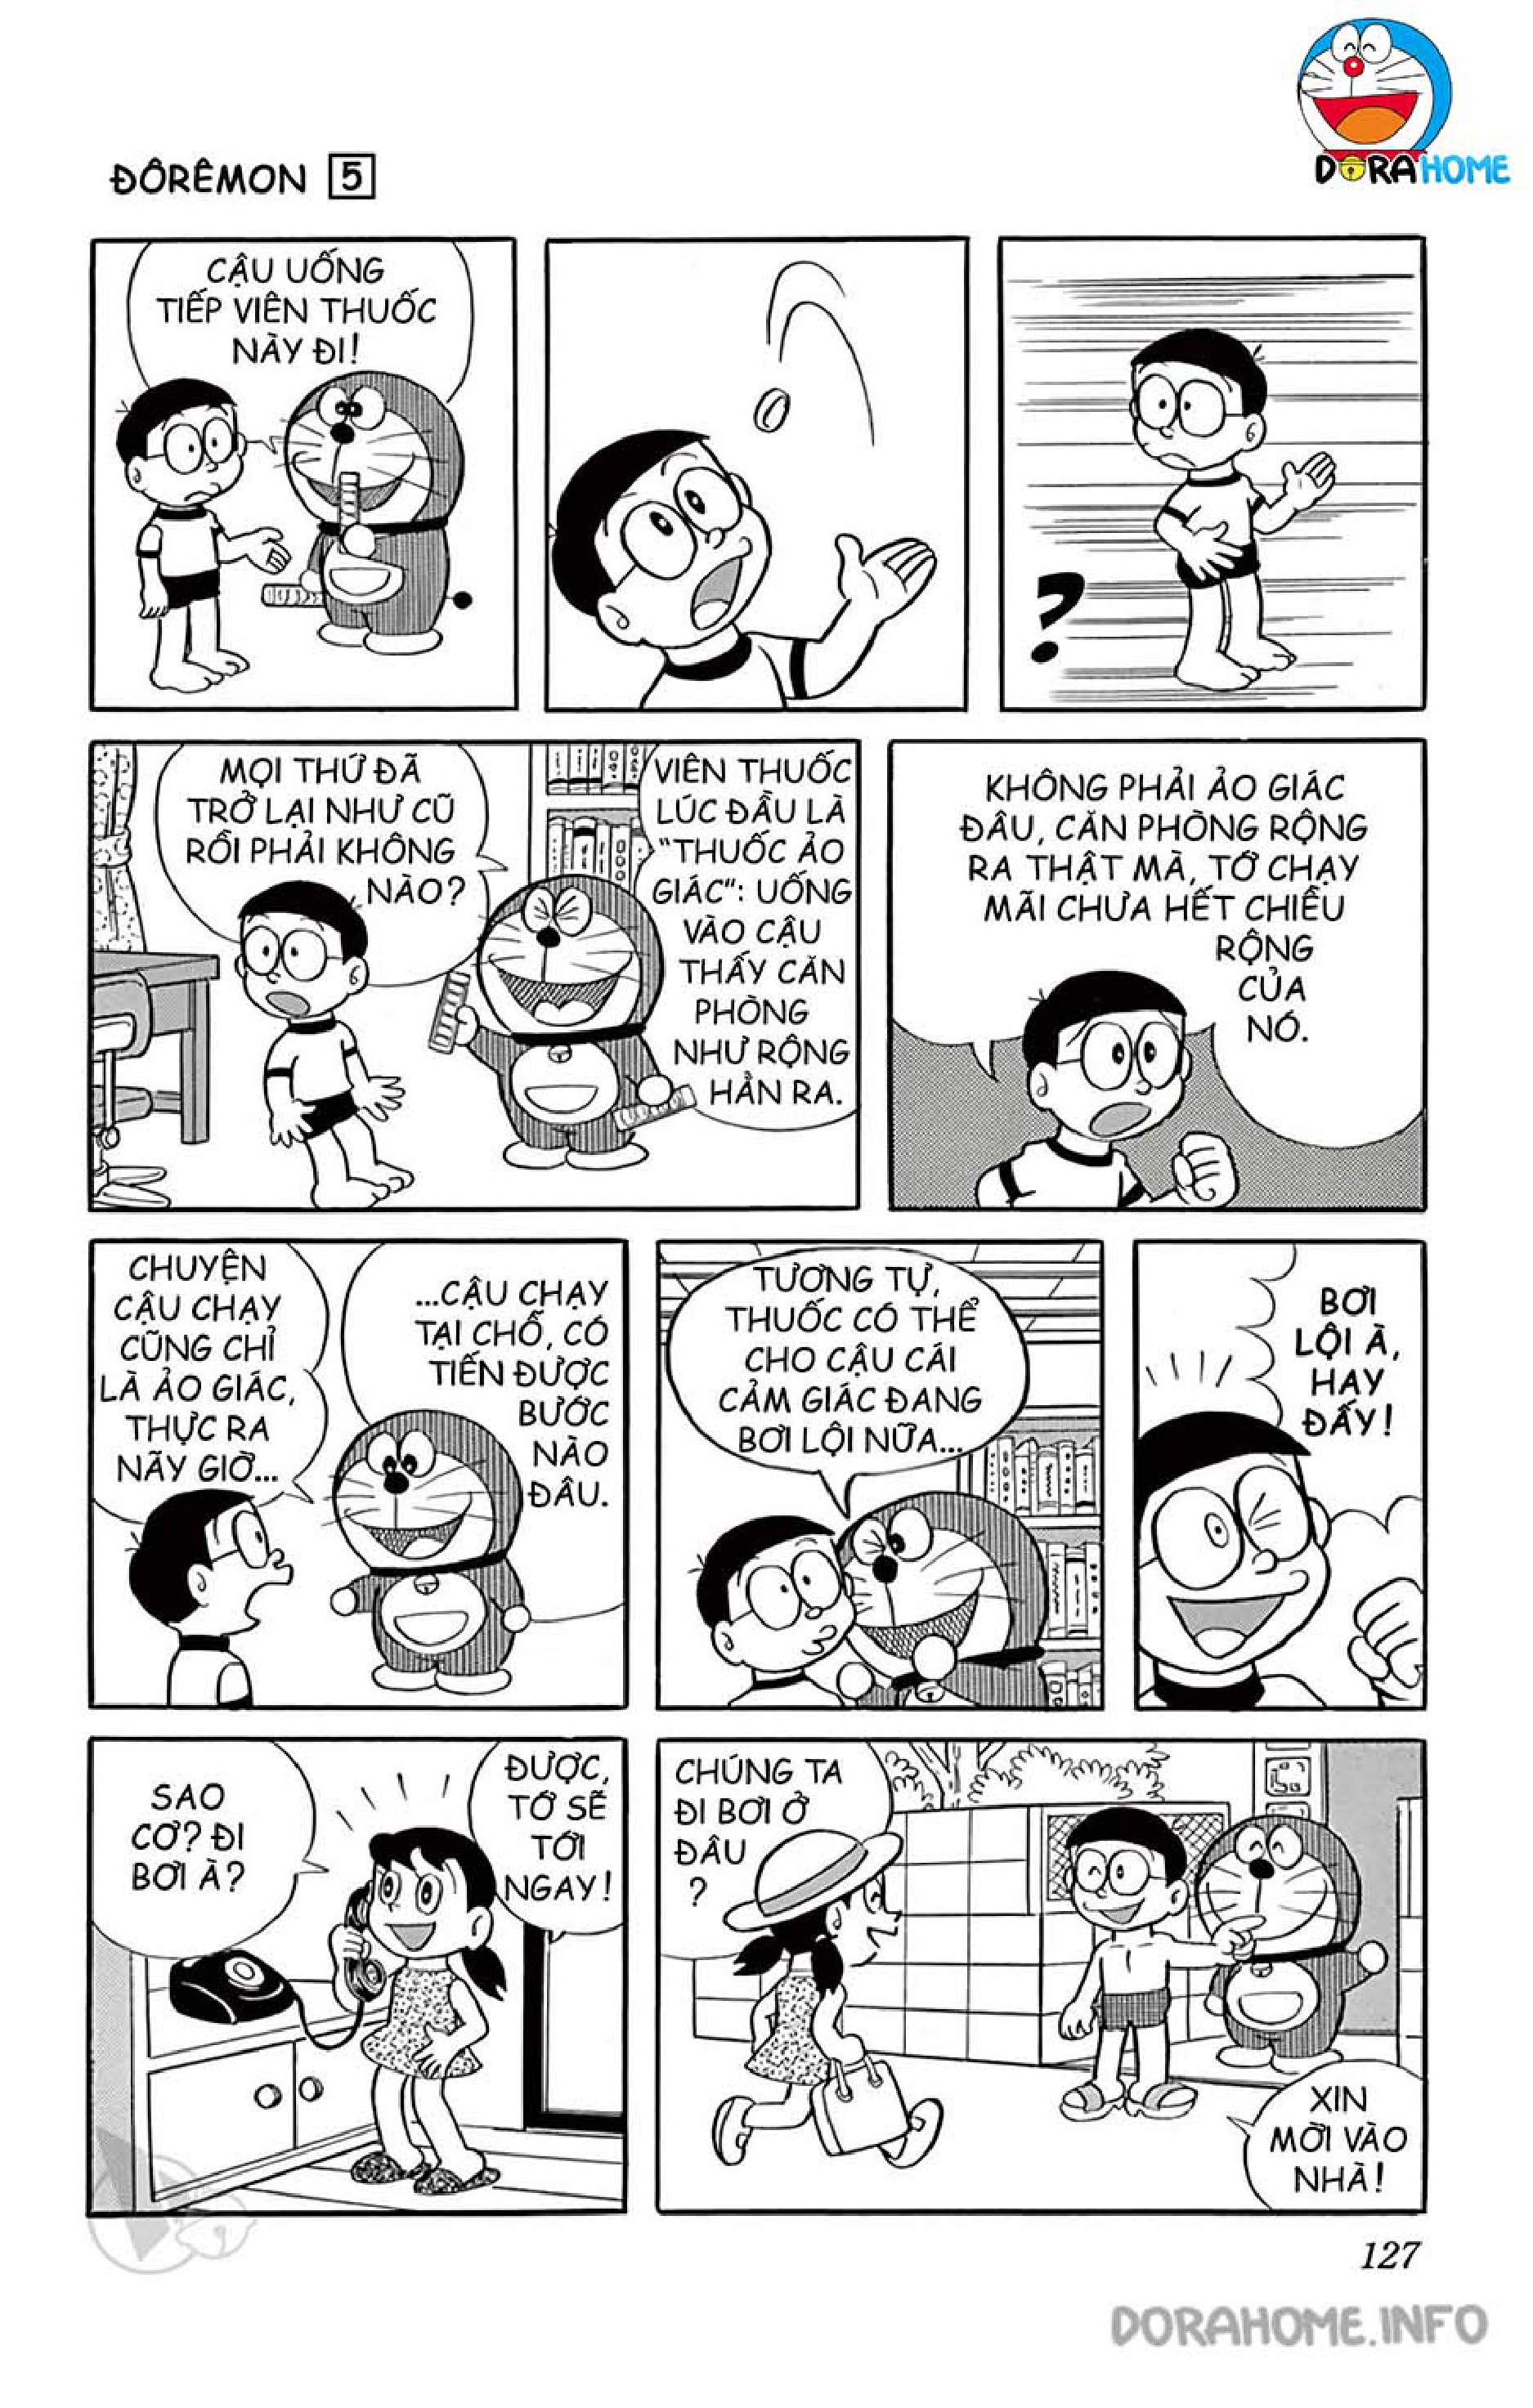 DORAHOME
ĐÔRÊMON 5
CẬU UỐNG
TIẾP VIÊN THUỐC
NÀY ĐI!
?
MỌI THỨ ĐÃ
TRỞ LẠI NHƯ CŨ
RỒI PHẢI KHÔNG
NÀO?
VIÊN THUỐC
LÚC ĐẦU LÀ
"THUỐC ẢO
GIÁC": UỐNG
VÀO CẬU
THẤY CĂN
PHÒNG
NHƯ RỘNG
HẲN RA.
KHÔNG PHẢI ẢO GIÁC
ĐÂU, CĂN PHÒNG RỘNG
RA THẬT MÀ, TỚ CHẠY
MÃI CHƯA HẾT CHIỀU
RỘNG
CỦA
NÓ.
CHUYỆN
CẬU CHẠY
CŨNG CHỈ
LÀ ẢO GIÁC,
THỰC RA
NÃY GIỜ...
...CẬU CHẠY
TẠI CHỖ, CÓ
TIẾN ĐƯỢC
BƯỚC
NÀO
ĐÂU.
TƯƠNG TỰ,
THUỐC CÓ THỂ
CHO CẬU CÁI
CẢM GIÁC ĐANG
BƠI LỘI NỮA...
BƠI
LỘI À,
HAY
ĐẤY!
SAO
CƠ? ĐI
BƠI À?
ĐƯỢC,
TỚ SẼ
TỚI
NGAY!
CHÚNG TA
ĐI BƠI Ở
ĐÂU
?
XIN
MỜI VÀO
NHÀ!
127
DORAHOME.INFO